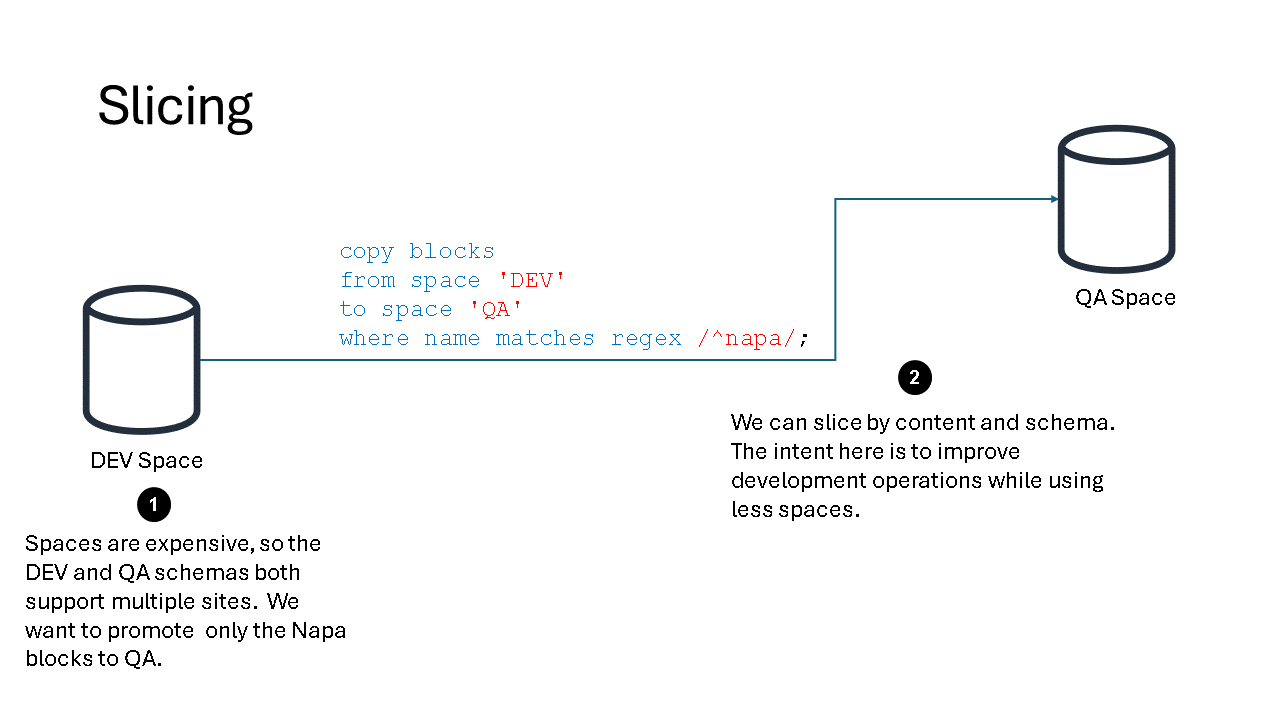 Slicing
copy blocks
from space 'DEV'
to space 'QA'
where name matches regex /^napa/;
QA Space
DEV Space
1
Spaces are expensive, so the
DEV and QA schemas both
support multiple sites.  We
want to promote  only the Napa
blocks to QA.
2
We can slice by content and schema.
The intent here is to improve
development operations while using
less spaces.